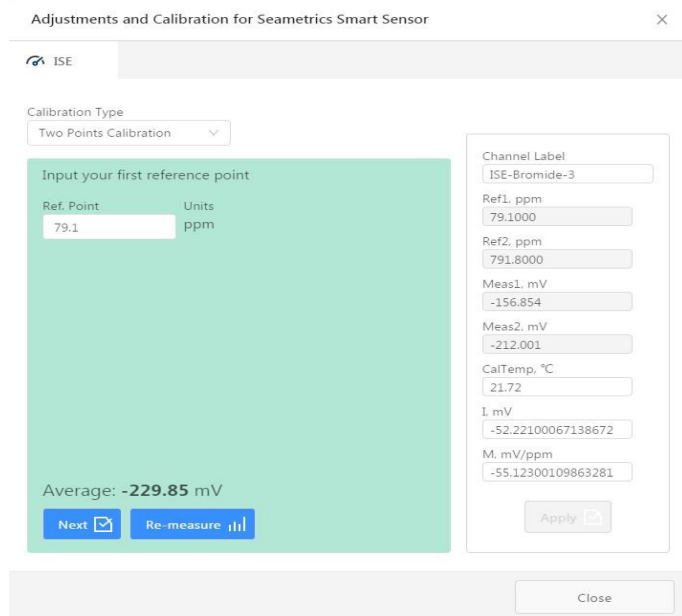 Adjustments and Calibration for Seametrics Smart Sensor
ISE
Calibration Type
Two Points Calibration
Input your first reference point
Ref. Point Units
79.1 ppm
Average: -229.85 mV
Next Re-measure
Channel Label
ISE-Bromide-3
Ref1, ppm
79.1000
Ref2, ppm
791.8000
Meas1, mV
-156.854
Meas2, mV
-212.001
CalTemp, °C
21.72
I, mV
-52.22100067138672
M, mV/ppm
-55.12300109863281
Apply
Close